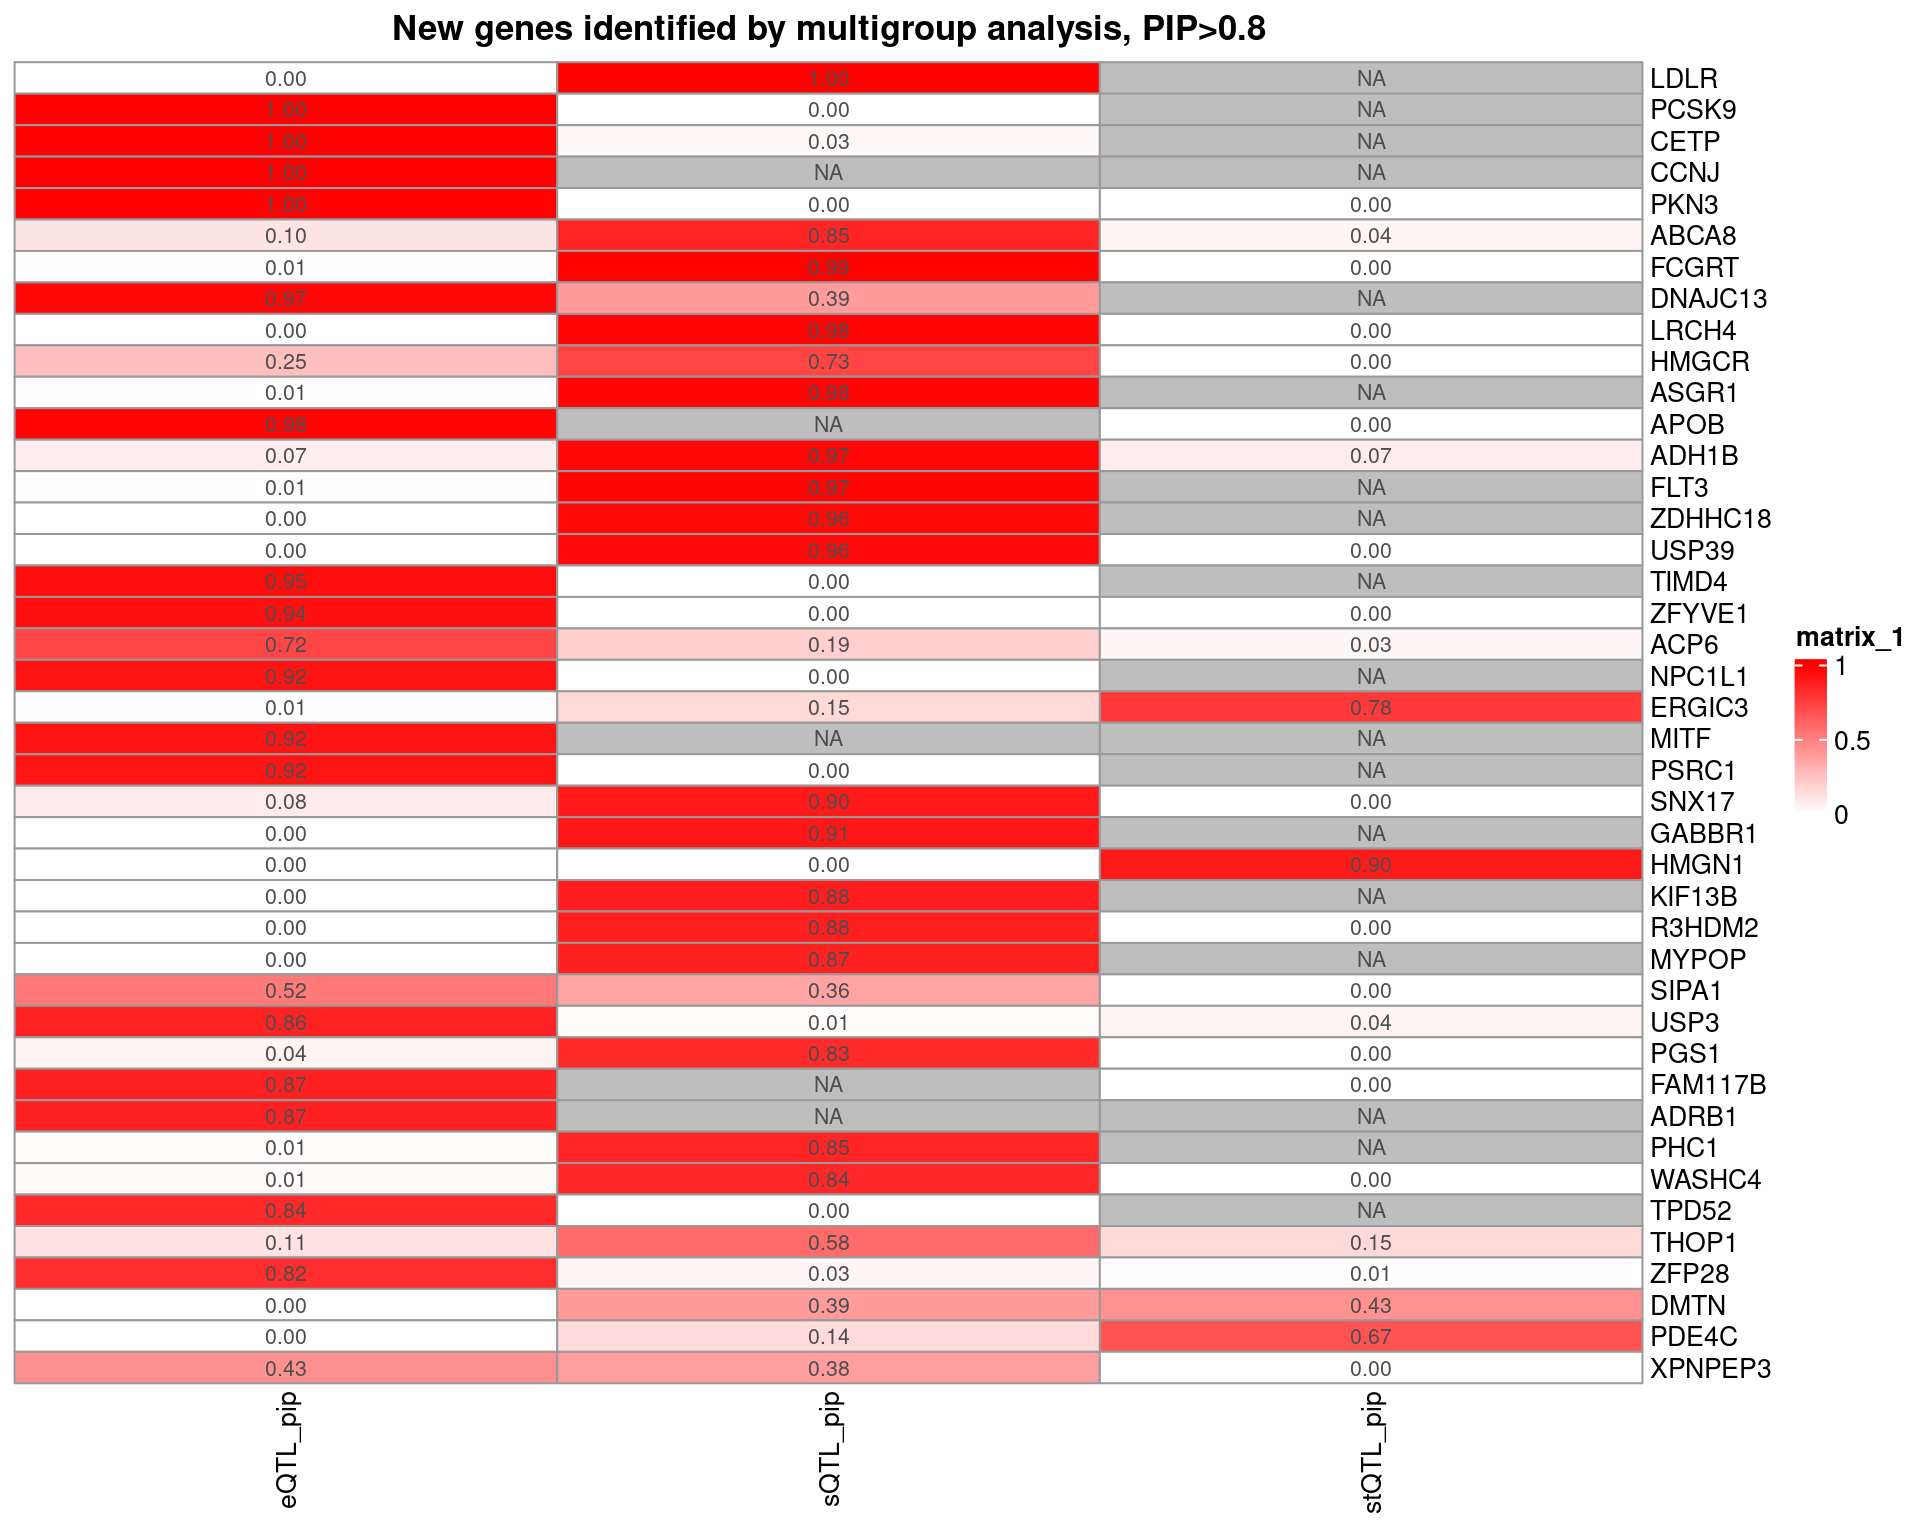 New genes identified by multigroup analysis, PIP>0.8
0.00 1.00 NA LDLR
1.00 0.00 NA PCSK9
1.00 0.03 NA CETP
1.00 NA NA CCNJ
1.00 0.00 0.00 PKN3
0.10 0.85 0.04 ABCA8
0.01 0.99 0.00 FCGRT
0.97 0.39 NA DNAJC13
0.00 0.98 0.00 LRCH4
0.25 0.73 0.00 HMGCR
0.01 0.98 NA ASGR1
0.98 NA 0.00 APOB
0.07 0.97 0.07 ADH1B
0.01 0.97 NA FLT3
0.00 0.96 NA ZDHHC18
0.00 0.96 0.00 USP39
0.95 0.00 NA TIMD4
0.94 0.00 0.00 ZFYVE1
0.72 0.19 0.03 ACP6
0.92 0.00 NA NPC1L1
0.01 0.15 0.78 ERGIC3
0.92 NA NA MITF
0.92 0.00 NA PSRC1
0.08 0.90 0.00 SNX17
0.00 0.91 NA GABBR1
0.00 0.00 0.90 HMGN1
0.00 0.88 NA KIF13B
0.00 0.88 0.00 R3HDM2
0.00 0.87 NA MYPOP
0.52 0.36 0.00 SIPA1
0.86 0.01 0.04 USP3
0.04 0.83 0.00 PGS1
0.87 NA 0.00 FAM117B
0.87 NA NA ADRB1
0.01 0.85 NA PHC1
0.01 0.84 0.00 WASHC4
0.84 0.00 NA TPD52
0.11 0.58 0.15 THOP1
0.82 0.03 0.01 ZFP28
0.00 0.39 0.43 DMTN
0.00 0.14 0.67 PDE4C
0.43 0.38 0.00 XPNPEP3
eQTL_pip sQTL_pip stQTL_pip
matrix_1
1
0.5
0